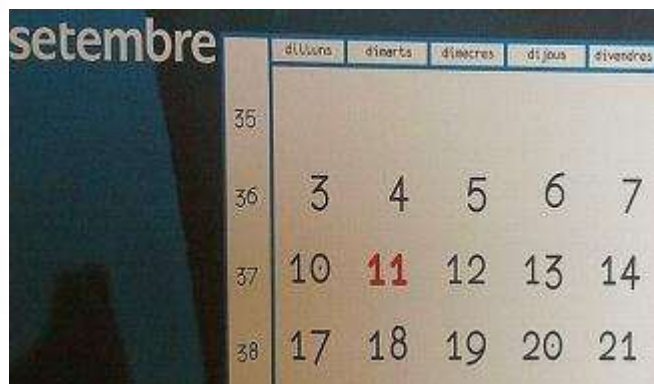 setembre
dilluns dimarts dimecres dijous divendres
35
36 3 4 5 6 7
37 10 11 12 13 14
38 17 18 19 20 21